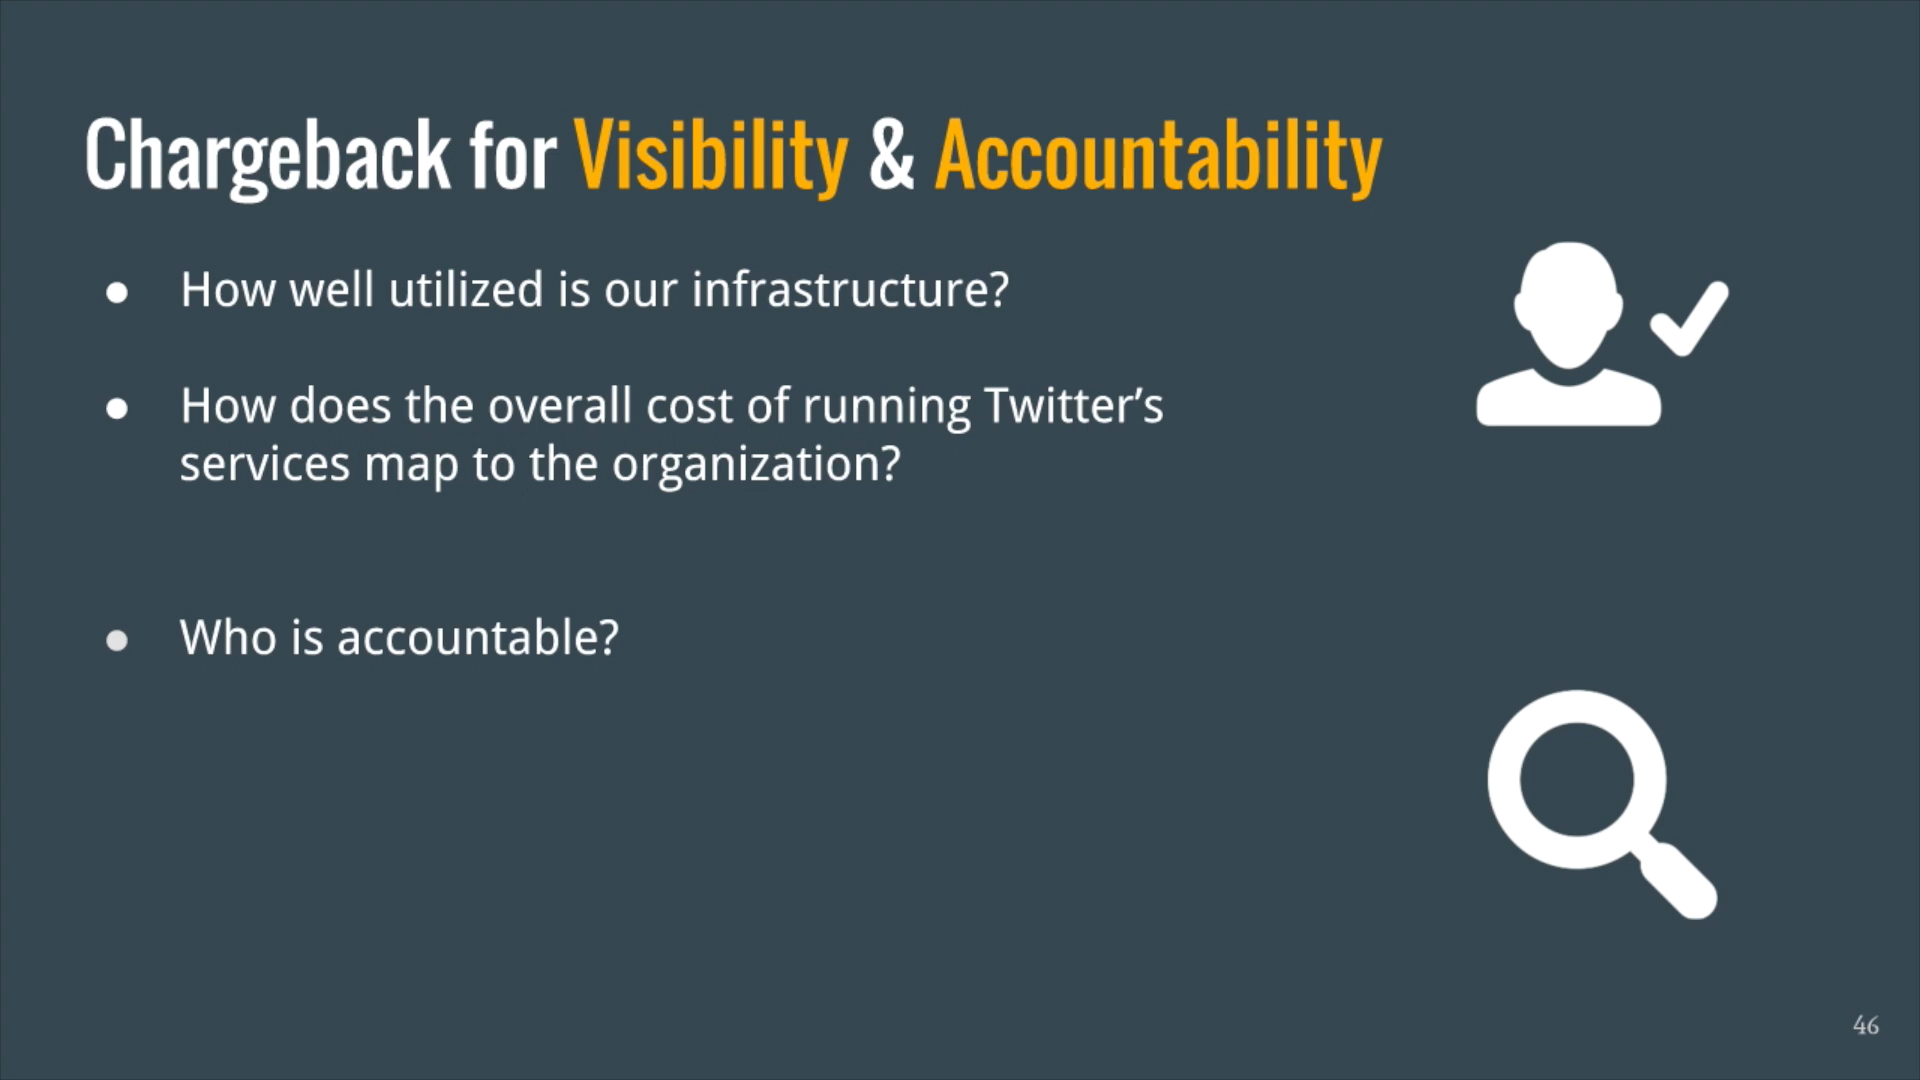 Chargeback for Visibility & Accountability
● How well utilized is our infrastructure?
● How does the overall cost of running Twitter’s
services map to the organization?
● Who is accountable?
46